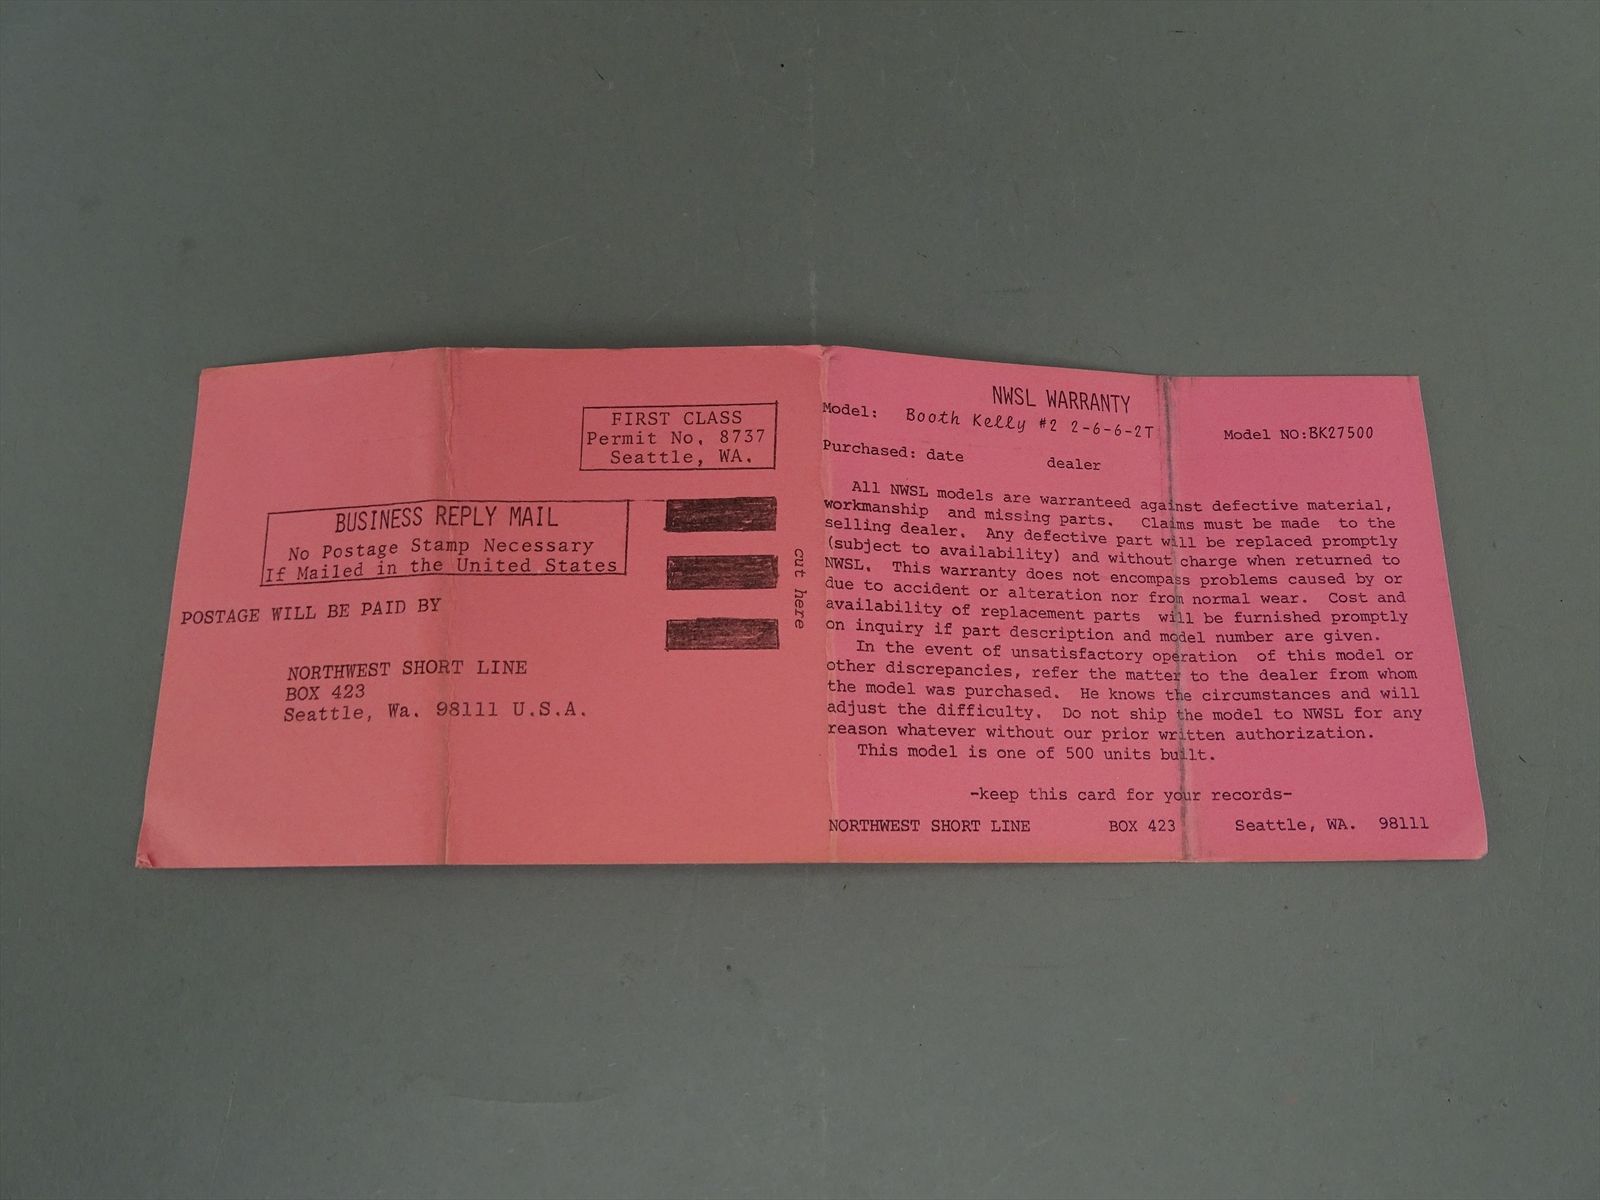 FIRST CLASS
Permit No. 8737
Seattle, WA.
BUSINESS REPLY MAIL
No Postage Stamp Necessary
If Mailed in the United States
POSTAGE WILL BE PAID BY
NORTHWEST SHORT LINE
BOX 423
Seattle, Wa. 98111 U.S.A.
cut here
NWSL WARRANTY
Model: Booth Kelly #2 2-6-6-2T Model NO:BK27500
Purchased: date dealer
All NWSL models are warranteed against defective material,
workmanship and missing parts. Claims must be made to the
selling dealer. Any defective part will be replaced promptly
(subject to availability) and without charge when returned to
NWSL. This warranty does not encompass problems caused by or
due to accident or alteration nor from normal wear. Cost and
availability of replacement parts will be furnished promptly
on inquiry if part description and model number are given.
In the event of unsatisfactory operation of this model or
other discrepancies, refer the matter to the dealer from whom
the model was purchased. He knows the circumstances and will
adjust the difficulty. Do not ship the model to NWSL for any
reason whatever without our prior written authorization.
This model is one of 500 units built.
-keep this card for your records-
NORTHWEST SHORT LINE BOX 423 Seattle, WA. 98111